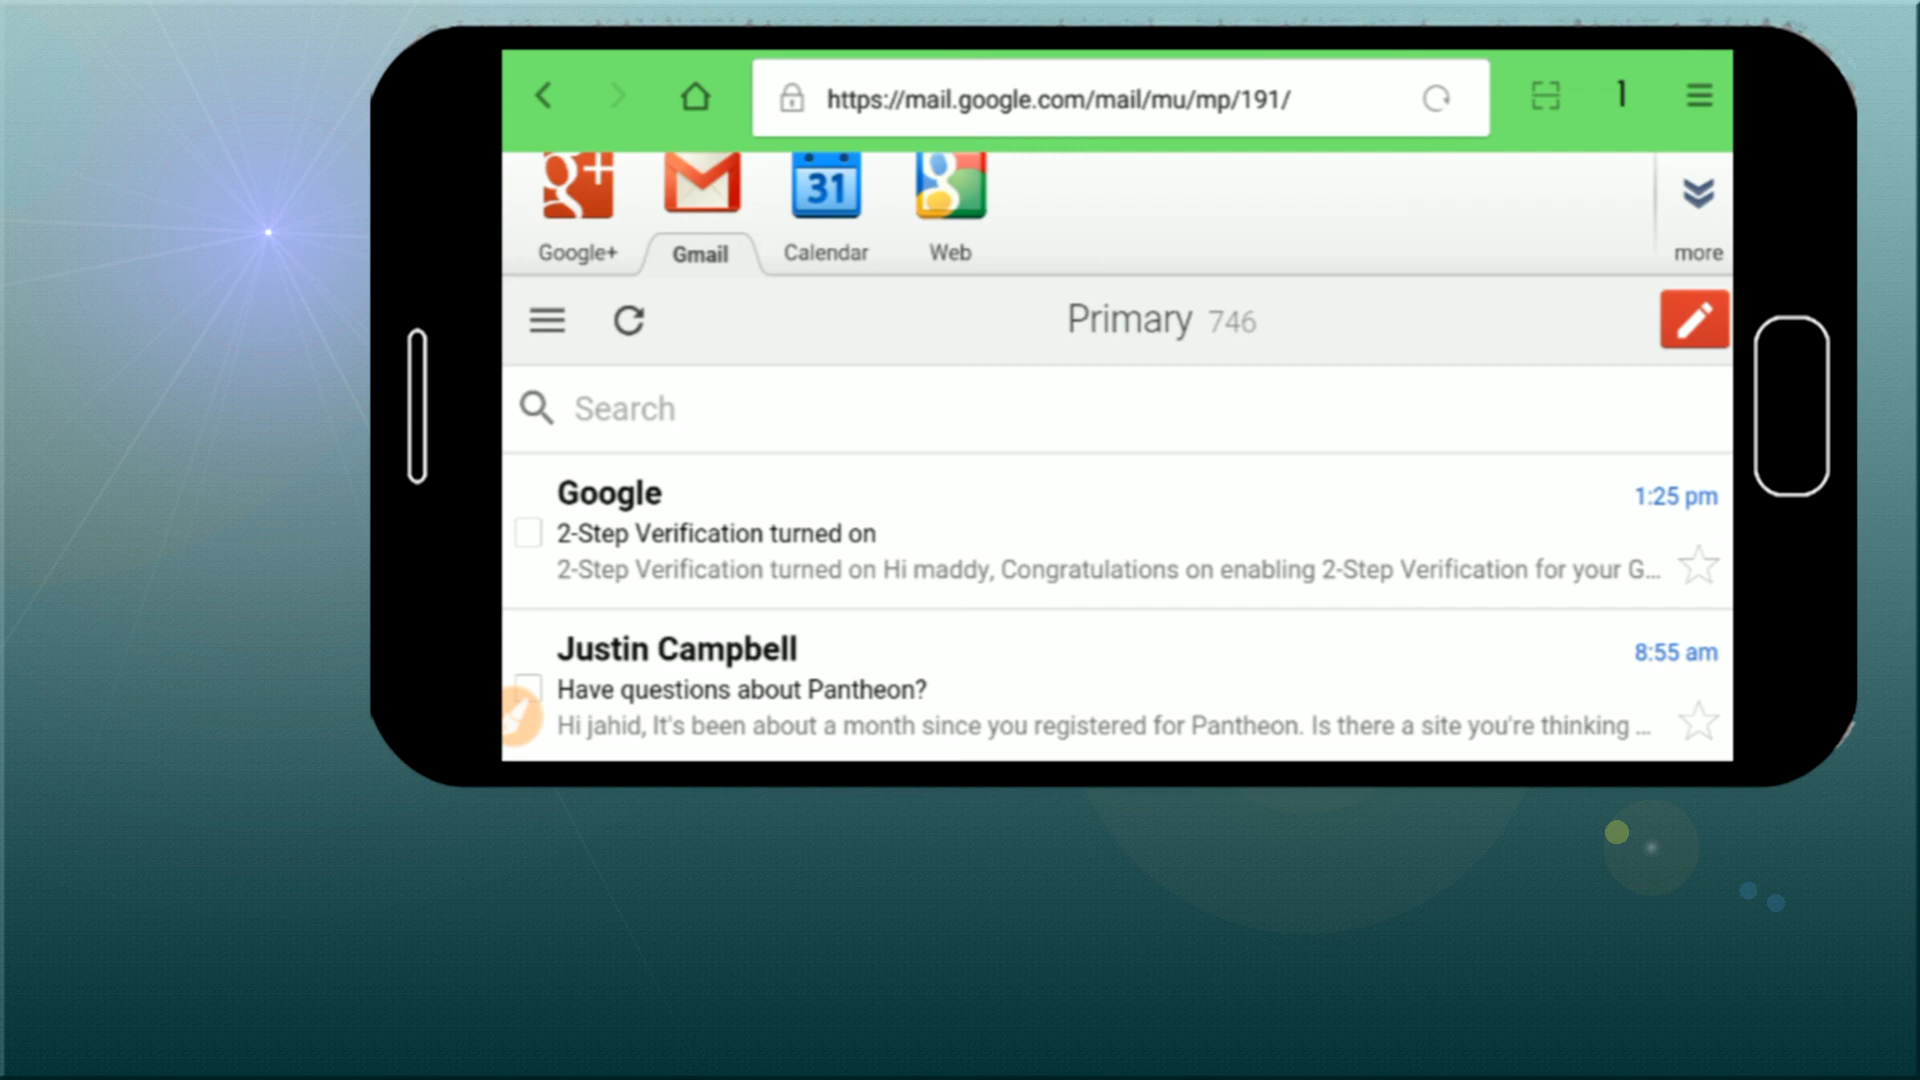 https://mail.google.com/mail/mu/mp/191/
1
g+
31
g
Google+
Gmail
Calendar
Web
more
Primary 746
Search
Google
1:25 pm
2-Step Verification turned on
2-Step Verification turned on Hi maddy, Congratulations on enabling 2-Step Verification for your G...
Justin Campbell
8:55 am
Have questions about Pantheon?
Hi jahid, It's been about a month since you registered for Pantheon. Is there a site you're thinking ...